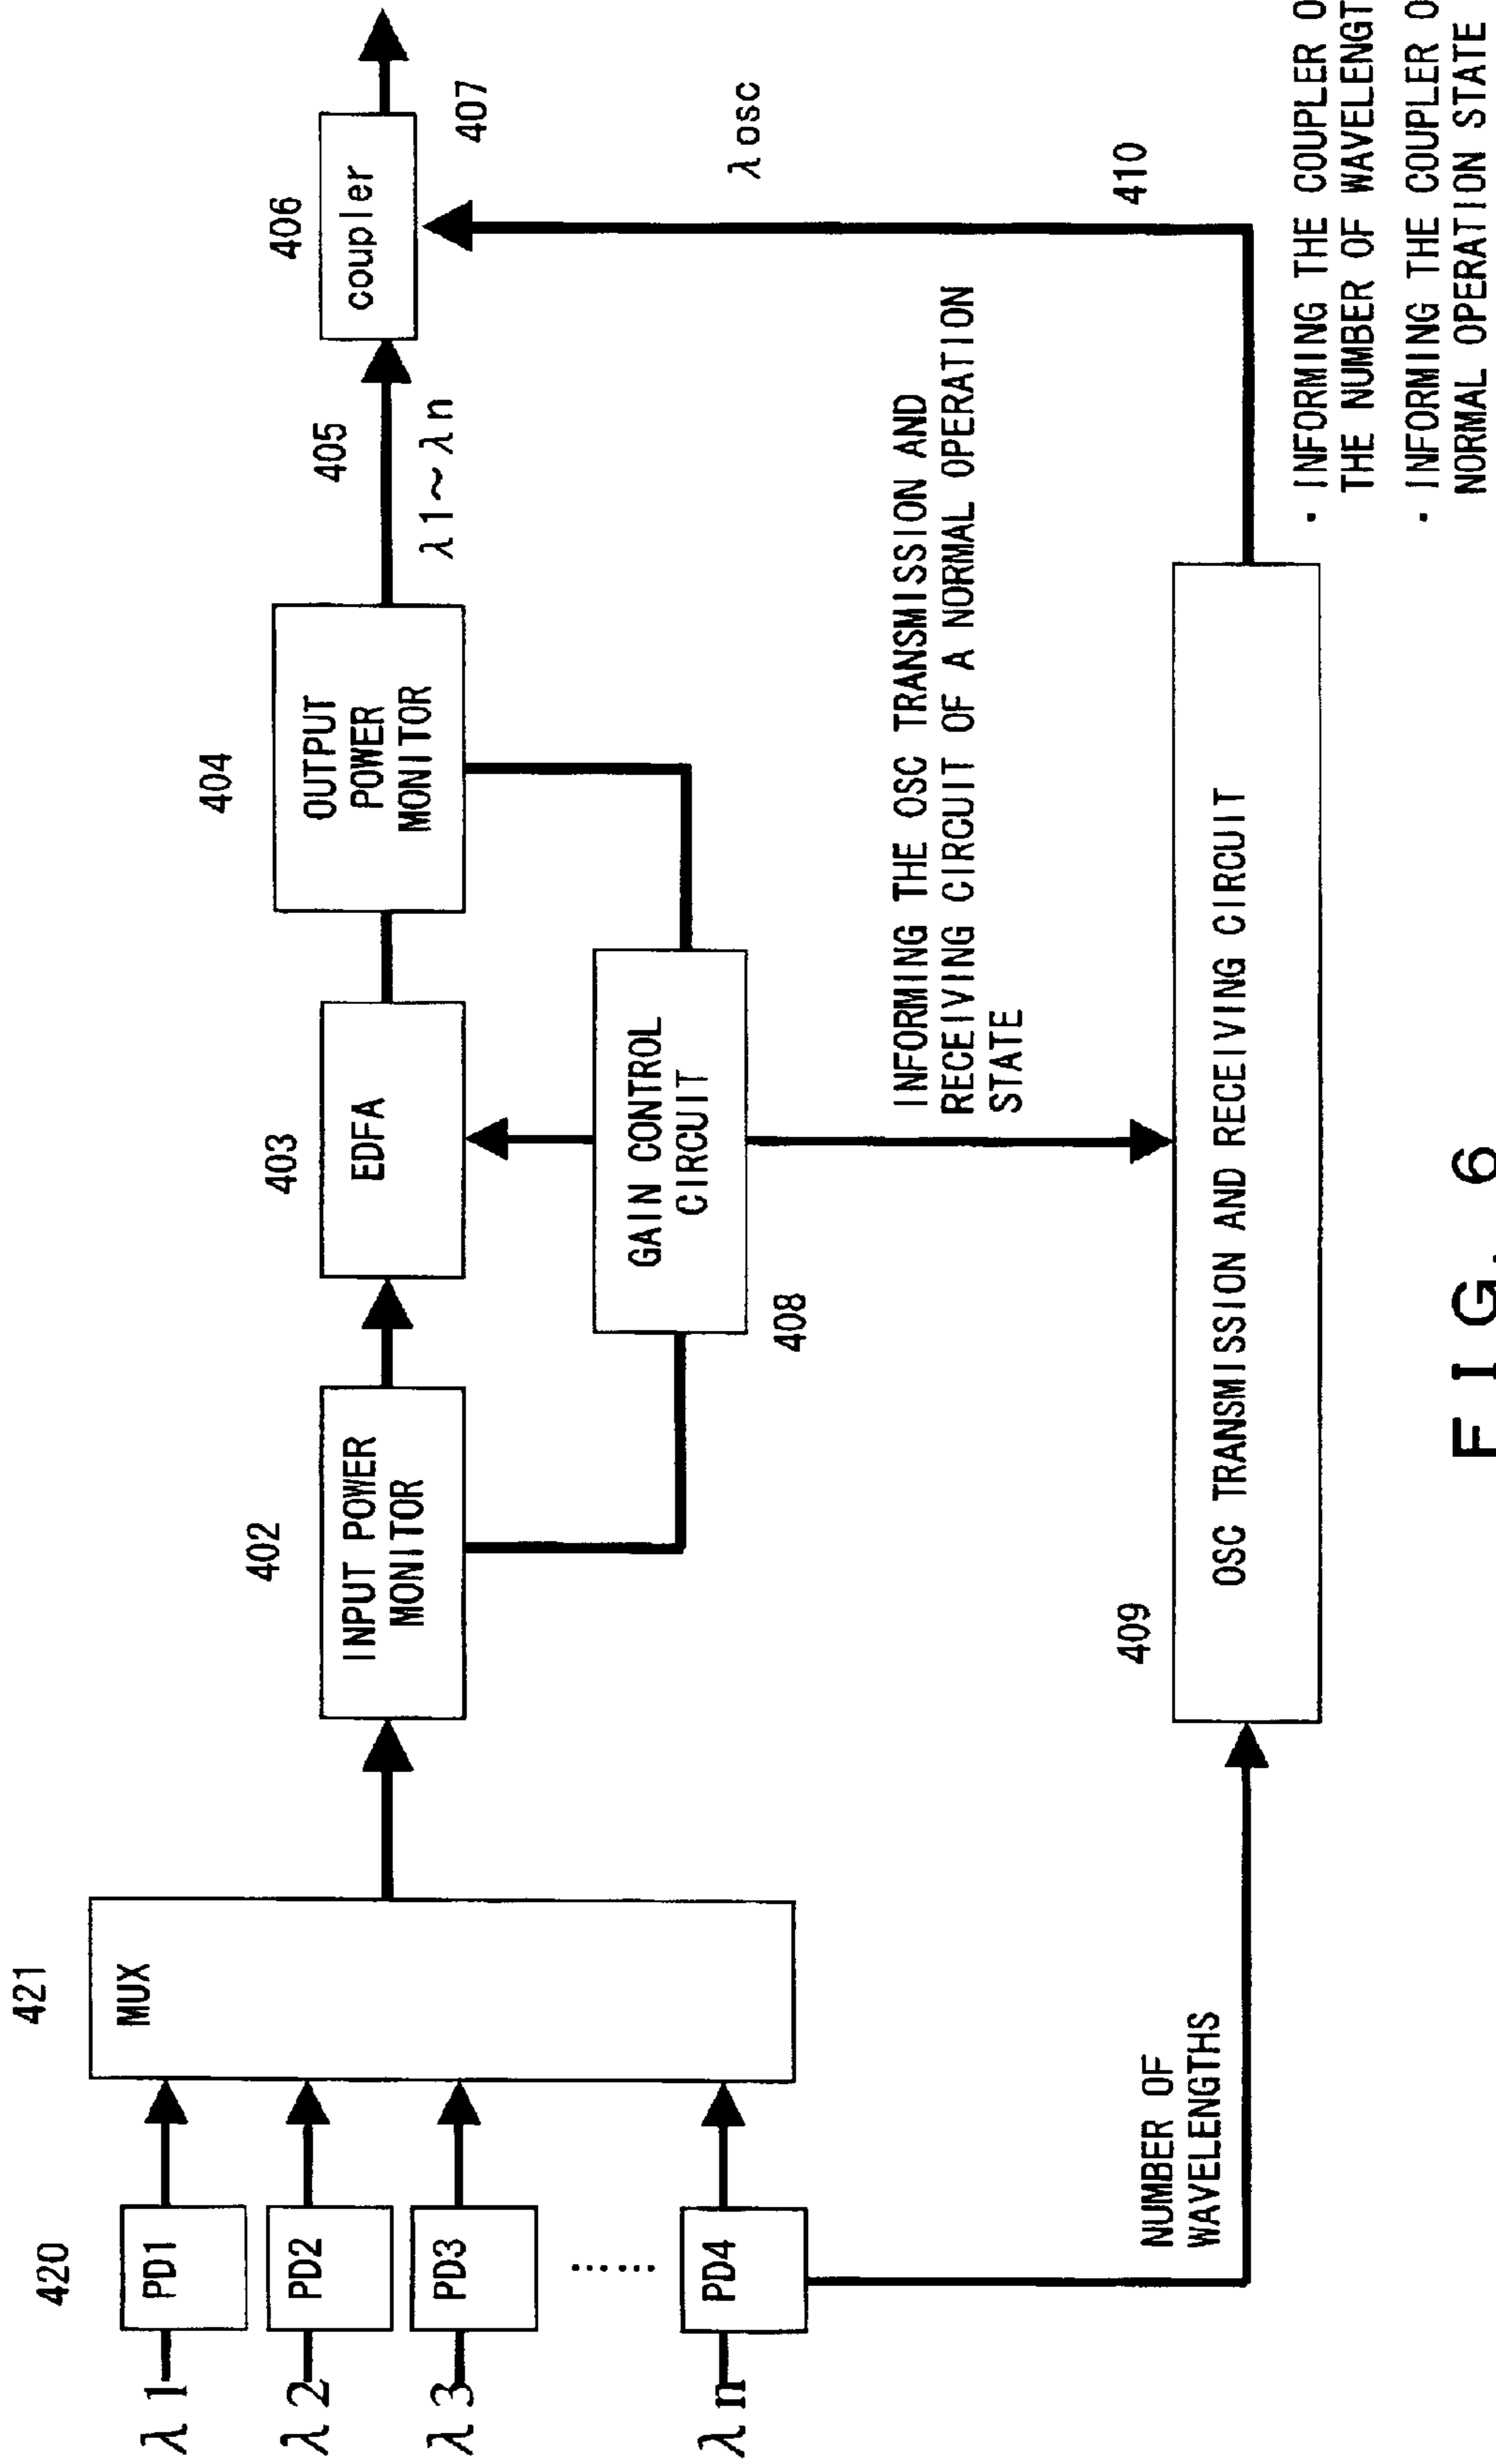 420
421
λ1
PD1
λ2
PD2
λ3
PD3
......
λn
PD4
MUX
402
INPUT POWER
MONITOR
403
EDFA
404
OUTPUT
POWER
MONITOR
405
λ1~λn
406
coupler
407
GAIN CONTROL
CIRCUIT
408
λosc
INFORMING THE OSC TRANSMISSION AND
RECEIVING CIRCUIT OF A NORMAL OPERATION
STATE
NUMBER OF
WAVELENGTHS
409
OSC TRANSMISSION AND RECEIVING CIRCUIT
410
· INFORMING THE COUPLER O
THE NUMBER OF WAVELENGT
· INFORMING THE COUPLER O
NORMAL OPERATION STATE
FIG. 6